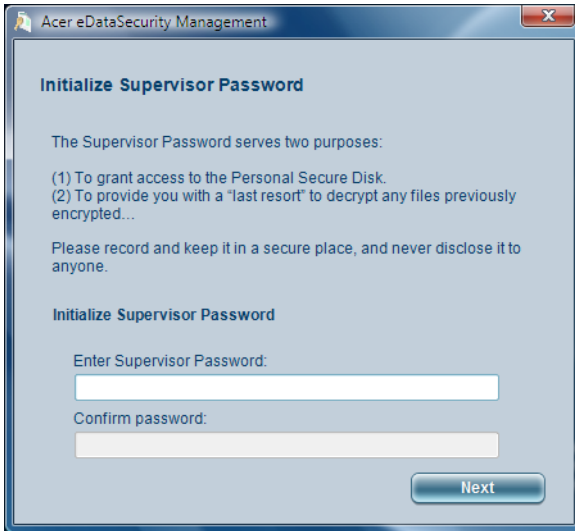 Acer eDataSecurity Management
Initialize Supervisor Password
The Supervisor Password serves two purposes:
(1) To grant access to the Personal Secure Disk.
(2) To provide you with a “last resort” to decrypt any files previously
encrypted...
Please record and keep it in a secure place, and never disclose it to
anyone.
Initialize Supervisor Password
Enter Supervisor Password:
Confirm password:
Next